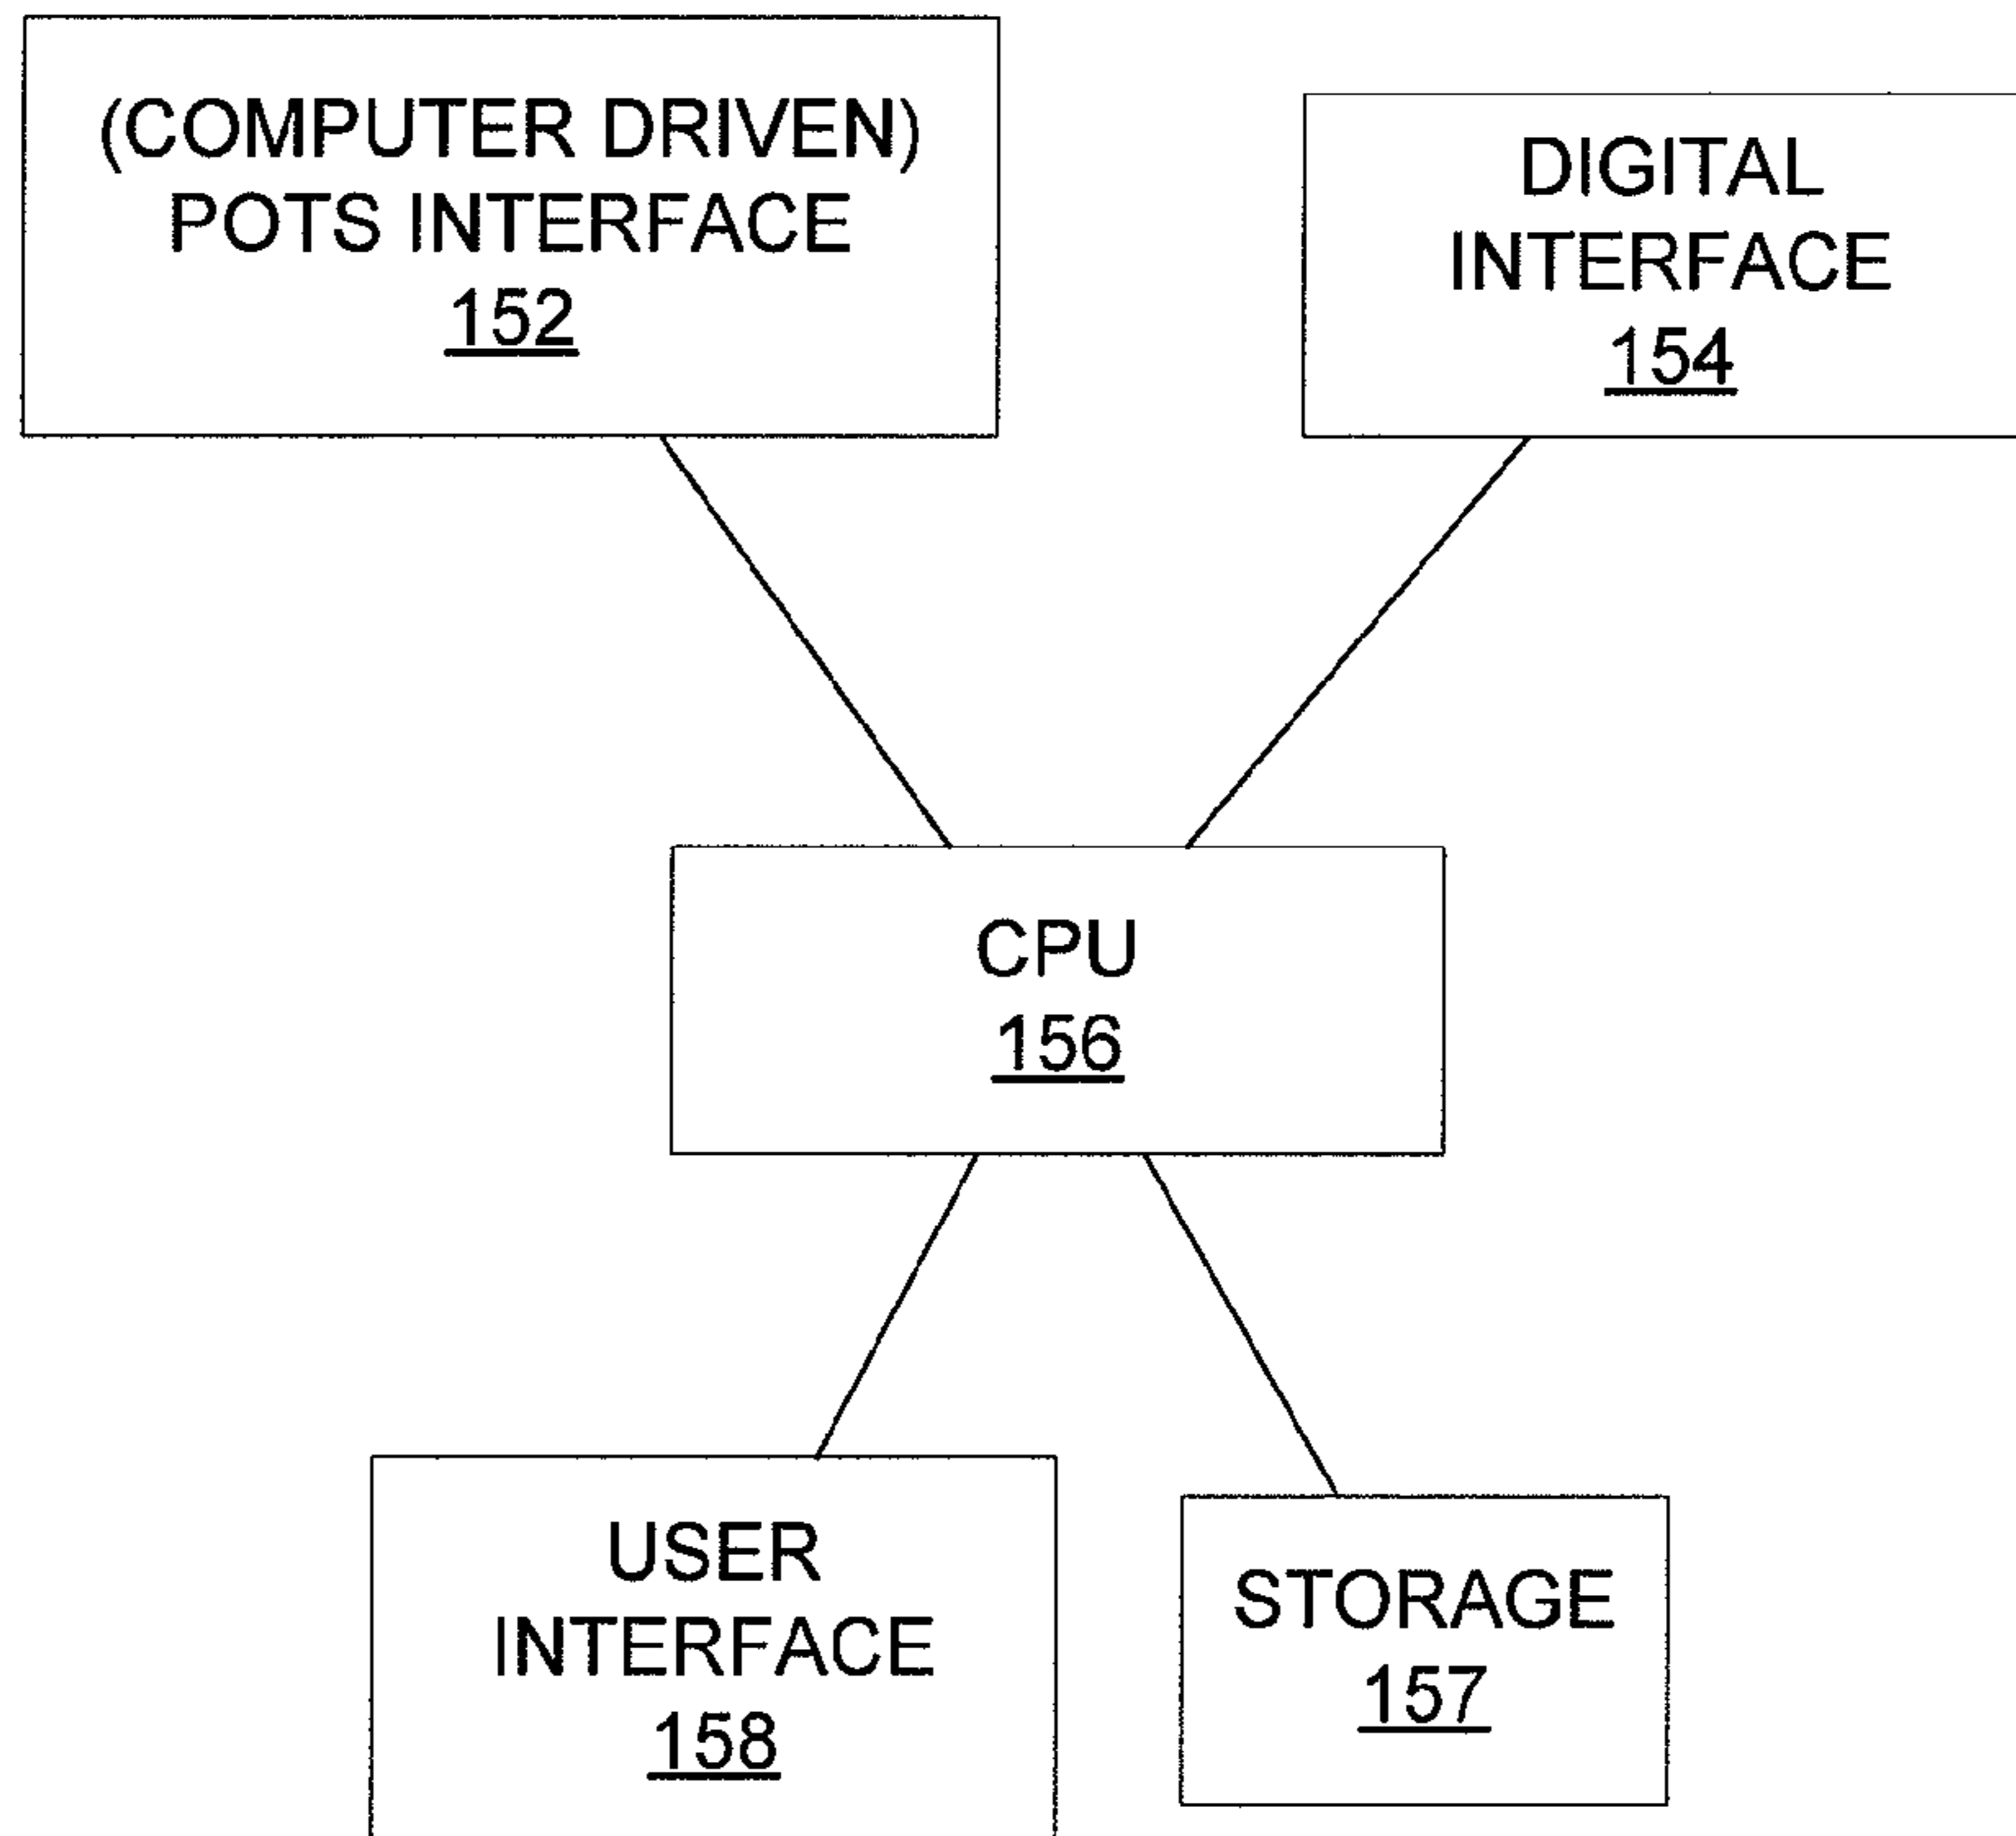 (COMPUTER DRIVEN)
POTS INTERFACE
152
DIGITAL
INTERFACE
154
CPU
156
USER
INTERFACE
158
STORAGE
157